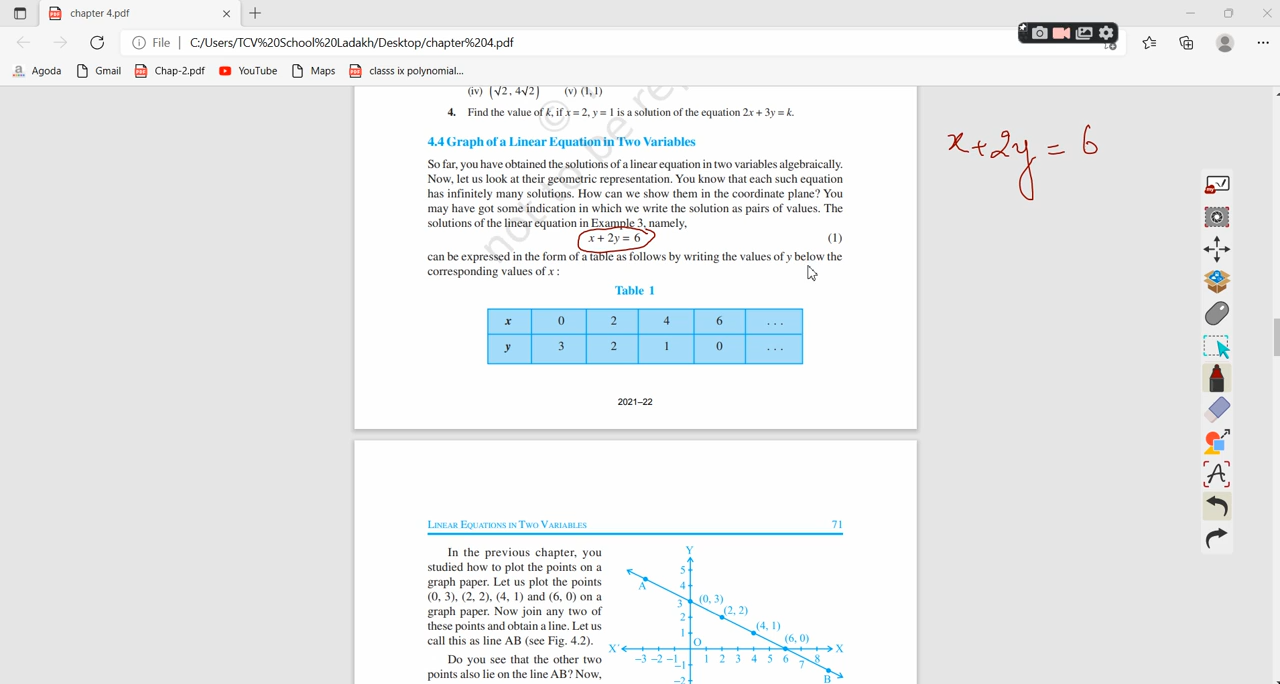 chapter 4.pdf
File | C:/Users/TCV%20School%20Ladakh/Desktop/chapter%204.pdf
Agoda Gmail Chap-2.pdf YouTube Maps classs ix polynomial...
(iv) (√2, 4√2) (v) (1, 1)
4. Find the value of k, if x = 2, y = 1 is a solution of the equation 2x + 3y = k.
x + 2y = 6
4.4 Graph of a Linear Equation in Two Variables
So far, you have obtained the solutions of a linear equation in two variables algebraically.
Now, let us look at their geometric representation. You know that each such equation
has infinitely many solutions. How can we show them in the coordinate plane? You
may have got some indication in which we write the solution as pairs of values. The
solutions of the linear equation in Example 3, namely,
x + 2y = 6 (1)
can be expressed in the form of a table as follows by writing the values of y below the
corresponding values of x :
Table 1
x 0 2 4 6 . . .
y 3 2 1 0 . . .
2021–22
LINEAR EQUATIONS IN TWO VARIABLES 71
In the previous chapter, you
studied how to plot the points on a
graph paper. Let us plot the points
(0, 3), (2, 2), (4, 1) and (6, 0) on a
graph paper. Now join any two of
these points and obtain a line. Let us
call this as line AB (see Fig. 4.2).
Do you see that the other two
points also lie on the line AB? Now,
Y
5
4
A
3 (0, 3)
2 (2, 2)
1 (4, 1)
O (6, 0)
X' X
–3 –2 –1 1 2 3 4 5 6 7 8
–1
–2 B
© not to be re